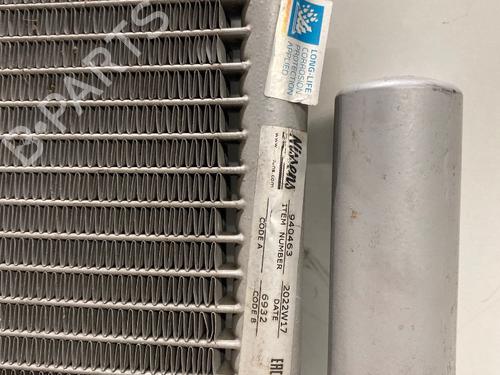 B-PARTS
LONG-LIFE
CORROSION
PROTECTION
APPLIED
Nissens
940463
ITEM NUMBER
2022W17
DATE
CODE A
6932
CODE B
EAC